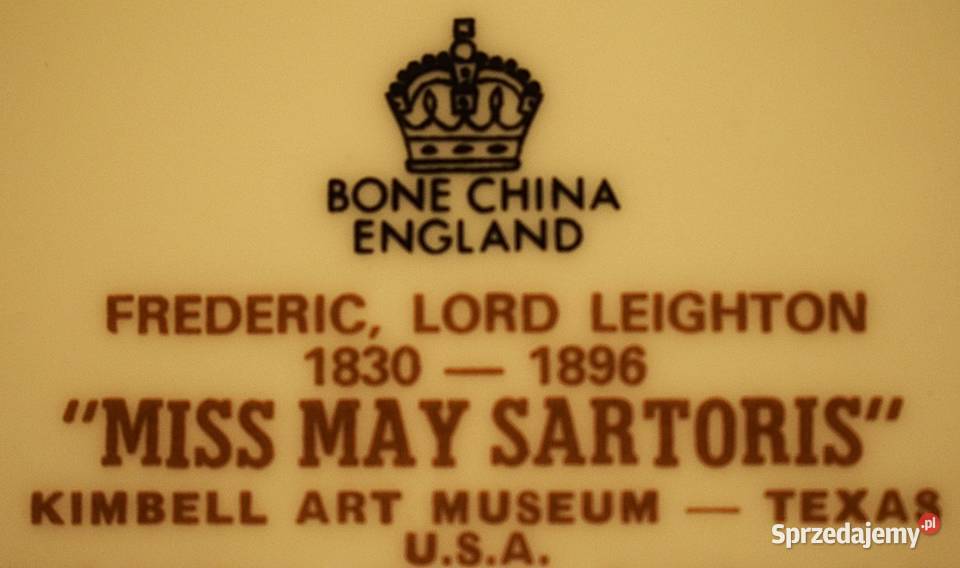 BONE CHINA
ENGLAND
FREDERIC, LORD LEIGHTON
1830 — 1896
"MISS MAY SARTORIS"
KIMBELL ART MUSEUM — TEXAS
U.S.A.
Sprzedajemy.pl